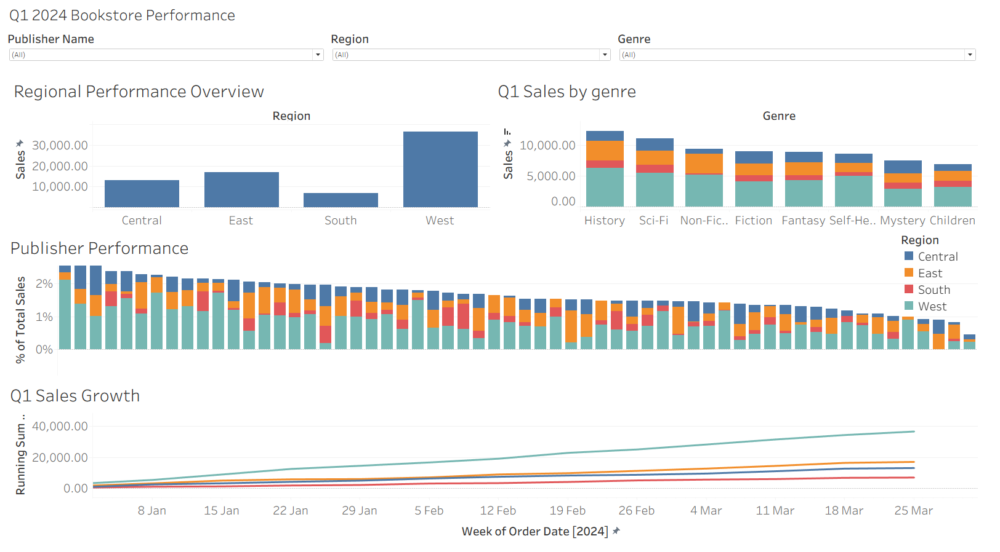 Q1 2024 Bookstore Performance
Publisher Name Region Genre
(All) (All) (All)
Regional Performance Overview
Region
Sales
30,000.00
20,000.00
10,000.00
Central East South West
Q1 Sales by genre
Genre
Sales
10,000.00
5,000.00
0.00
History Sci-Fi Non-Fic.. Fiction Fantasy Self-He.. Mystery Children
Publisher Performance
% of Total Sales
2%
1%
0%
Region
Central
East
South
West
Q1 Sales Growth
Running Sum ..
40,000.00
20,000.00
0.00
8 Jan 15 Jan 22 Jan 29 Jan 5 Feb 12 Feb 19 Feb 26 Feb 4 Mar 11 Mar 18 Mar 25 Mar
Week of Order Date [2024]